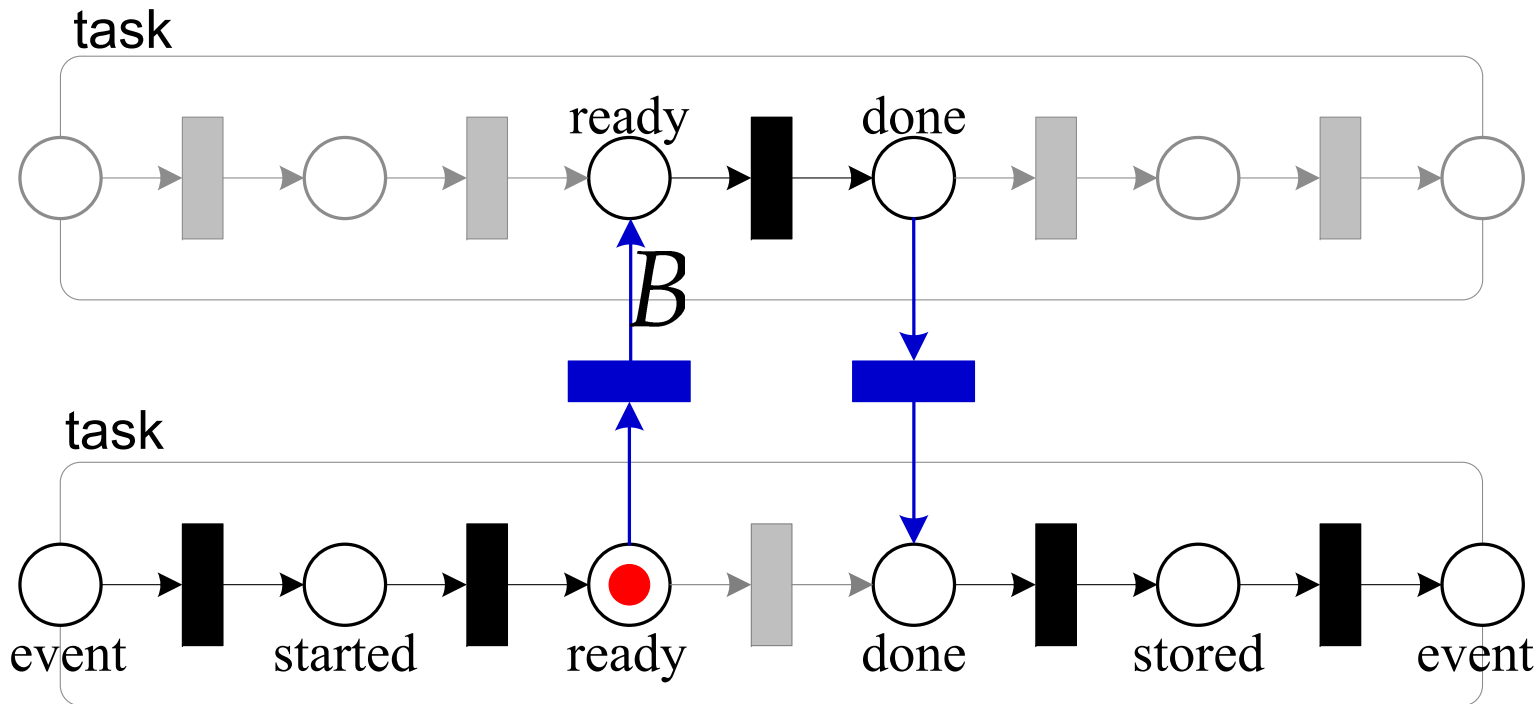 task
ready done
B
task
event started ready done stored event